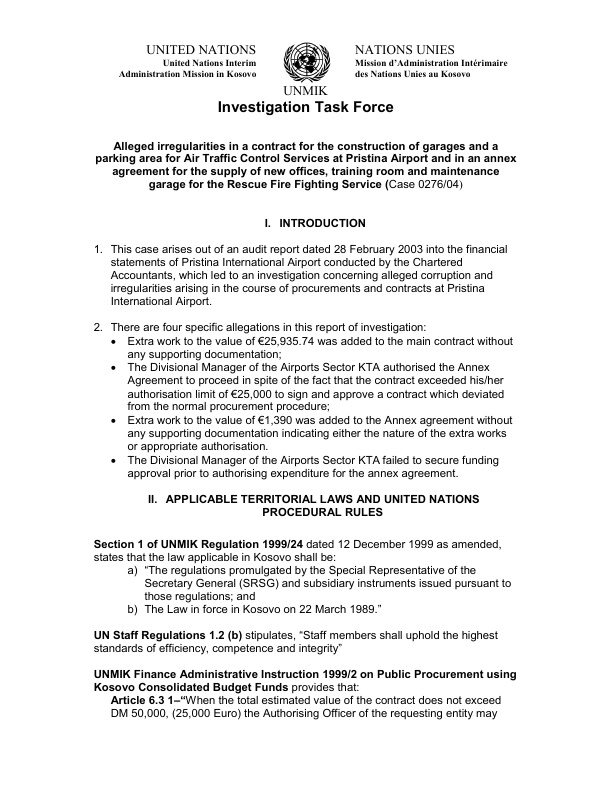 UNITED NATIONS
United Nations Interim
Administration Mission in Kosovo
NATIONS UNIES
Mission d'Administration Intérimaire
des Nations Unies au Kosovo
UNMIK
Investigation Task Force
Alleged irregularities in a contract for the construction of garages and a
parking area for Air Traffic Control Services at Pristina Airport and in an annex
agreement for the supply of new offices, training room and maintenance
garage for the Rescue Fire Fighting Service (Case 0276/04)
I. INTRODUCTION
1. This case arises out of an audit report dated 28 February 2003 into the financial
statements of Pristina International Airport conducted by the Chartered
Accountants, which led to an investigation concerning alleged corruption and
irregularities arising in the course of procurements and contracts at Pristina
International Airport.
2. There are four specific allegations in this report of investigation:
• Extra work to the value of €25,935.74 was added to the main contract without
any supporting documentation;
• The Divisional Manager of the Airports Sector KTA authorised the Annex
Agreement to proceed in spite of the fact that the contract exceeded his/her
authorisation limit of €25,000 to sign and approve a contract which deviated
from the normal procurement procedure;
• Extra work to the value of €1,390 was added to the Annex agreement without
any supporting documentation indicating either the nature of the extra works
or appropriate authorisation.
• The Divisional Manager of the Airports Sector KTA failed to secure funding
approval prior to authorising expenditure for the annex agreement.
II. APPLICABLE TERRITORIAL LAWS AND UNITED NATIONS
PROCEDURAL RULES
Section 1 of UNMIK Regulation 1999/24 dated 12 December 1999 as amended,
states that the law applicable in Kosovo shall be:
a) "The regulations promulgated by the Special Representative of the
Secretary General (SRSG) and subsidiary instruments issued pursuant to
those regulations; and
b) The Law in force in Kosovo on 22 March 1989."
UN Staff Regulations 1.2 (b) stipulates, "Staff members shall uphold the highest
standards of efficiency, competence and integrity"
UNMIK Finance Administrative Instruction 1999/2 on Public Procurement using
Kosovo Consolidated Budget Funds provides that:
Article 6.3 1–"When the total estimated value of the contract does not exceed
DM 50,000, (25,000 Euro) the Authorising Officer of the requesting entity may